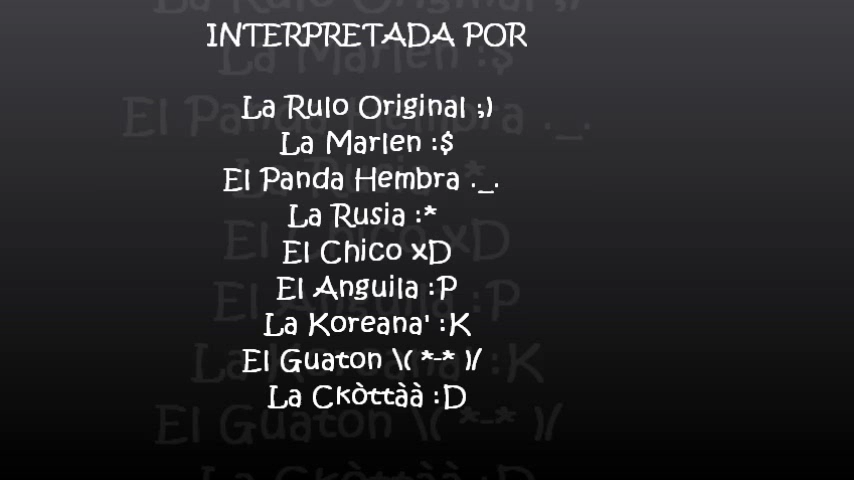 INTERPRETADA POR
La Rulo Original ;)
La Marlen :$
El Panda Hembra ._.
La Rusia :*
El Chico xD
El Anguila :P
La Koreana' :K
El Guaton \( *-* )/
La Ckòttàà :D